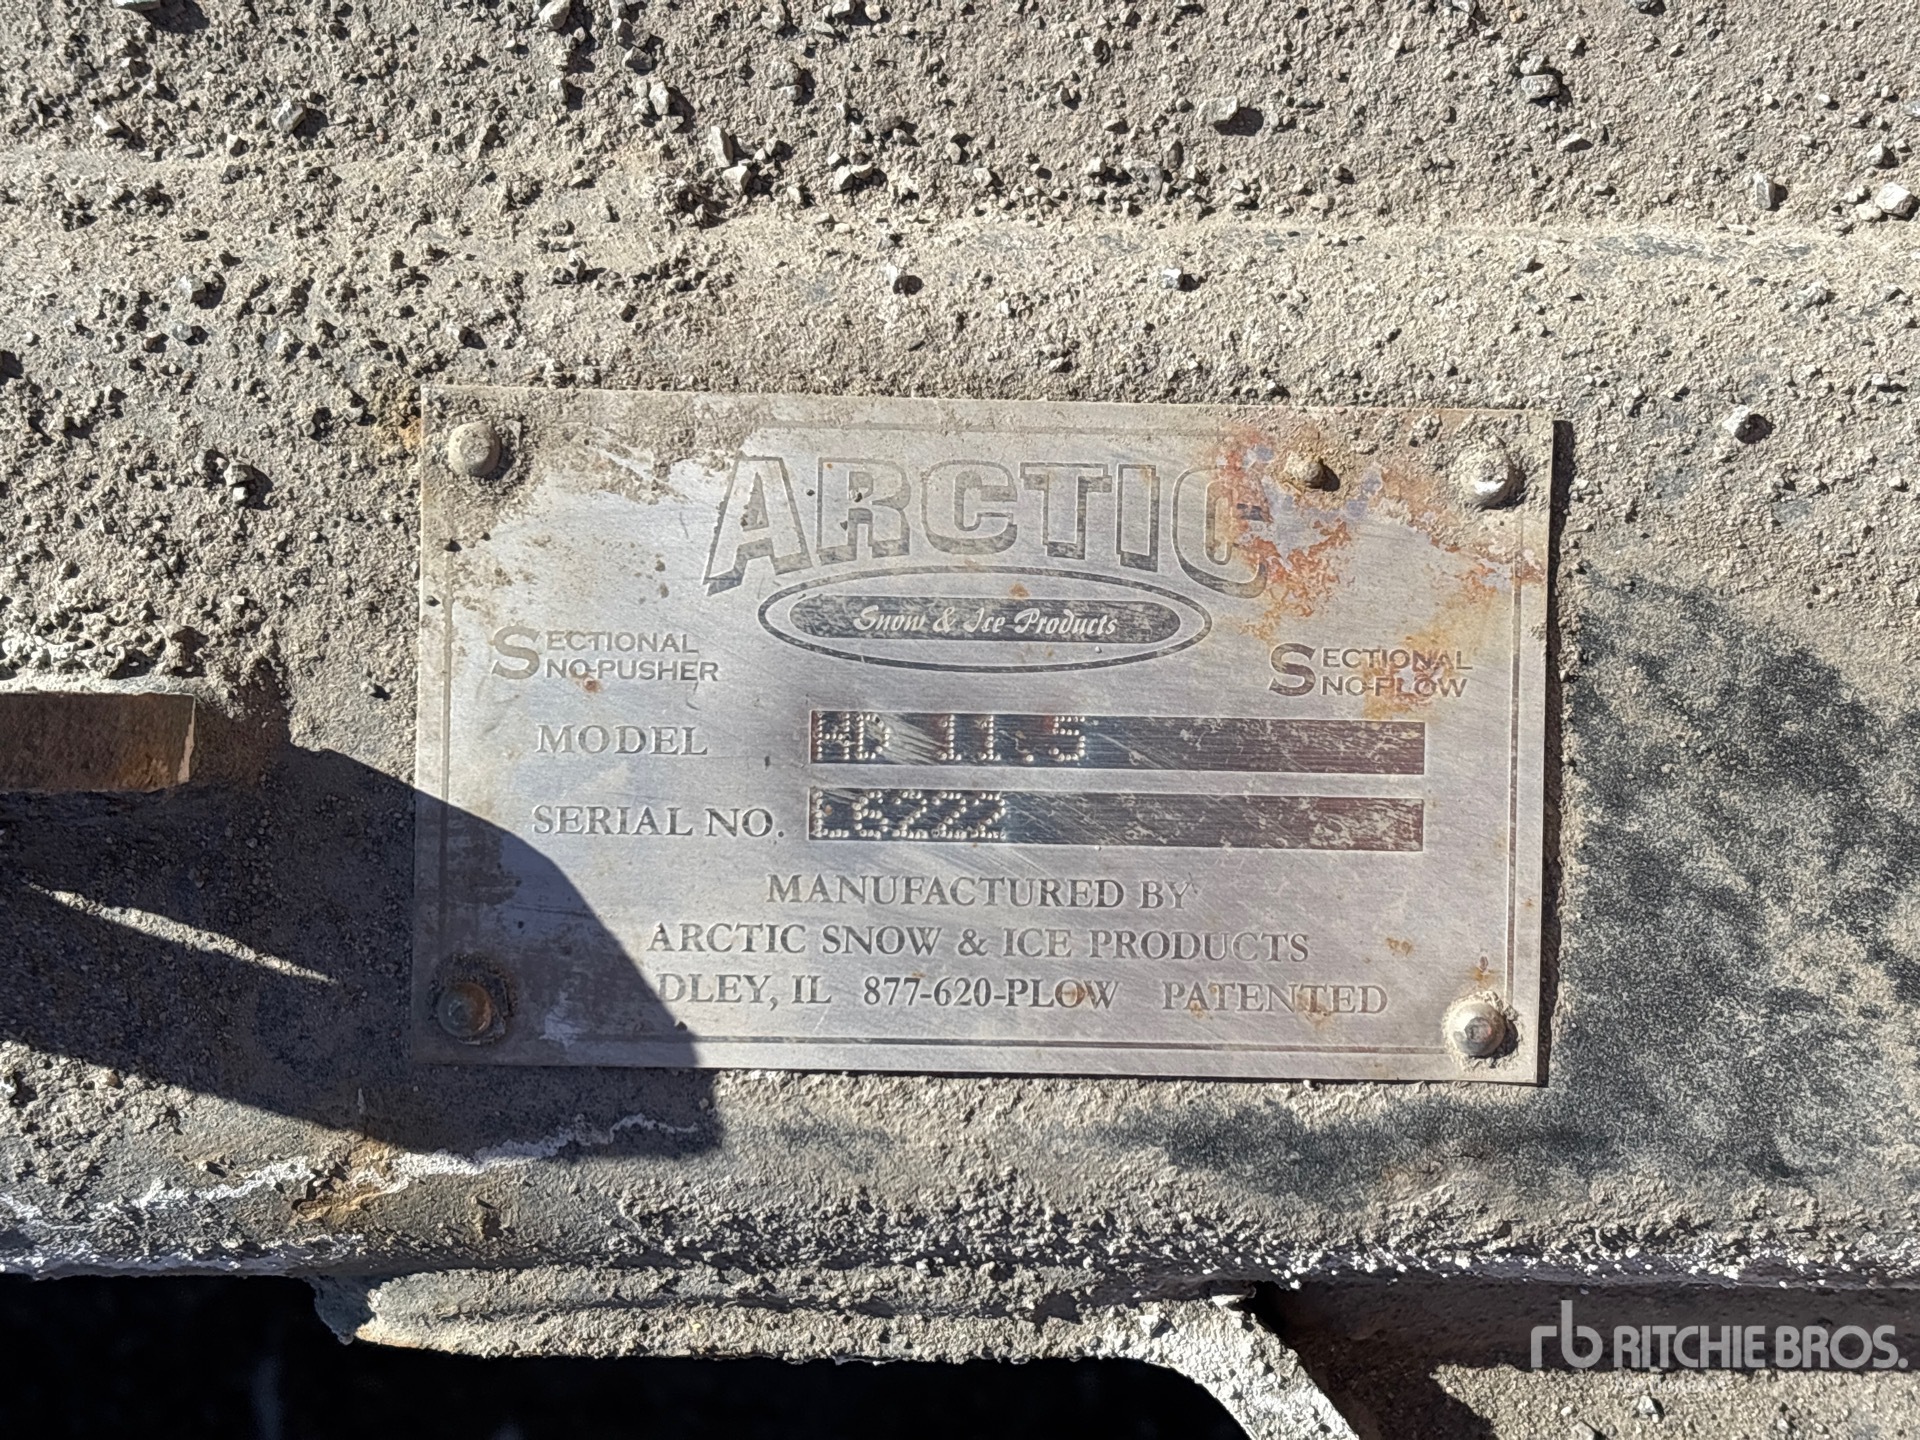 ARCTIC
Snow & Ice Products
SECTIONAL
SNO-PUSHER
SECTIONAL
SNO-PLOW
MODEL HD 11.5
SERIAL NO.
MANUFACTURED BY
ARCTIC SNOW & ICE PRODUCTS
DLEY, IL 877-620-PLOW PATENTED
rb RITCHIE BROS.